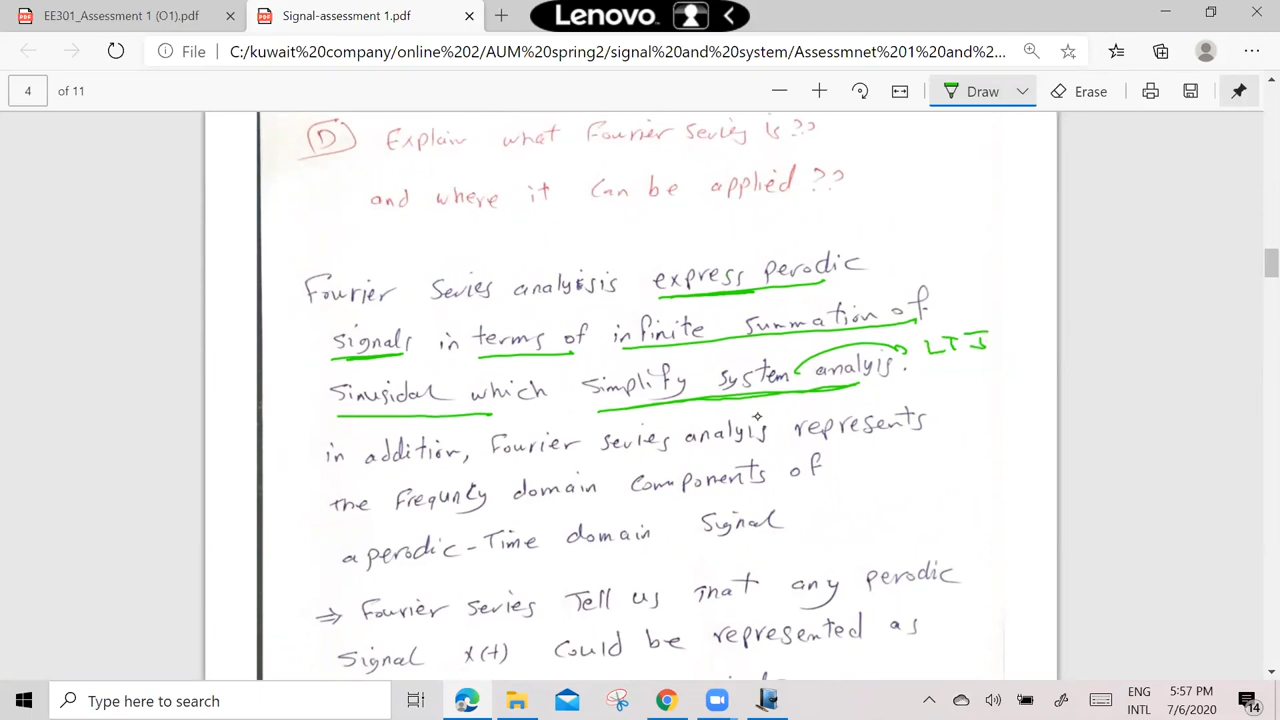 EE301_Assessment 1 (O1).pdf
Signal-assessment 1.pdf
Lenovo
File
C:/kuwait%20company/online%202/AUM%20spring2/signal%20and%20system/Assessmnet%201%20and%2...
4 of 11
Draw
Erase
D Explain what Fourier Series is??
and where it can be applied??
Fourier Series analysisis express perodic
signals in terms of infinite summation of
Sinusidal which simplify system analyis. LTI
in addition, Fourier series analyis represents
the Frequncy domain components of
a perodic-Time domain signal
⇒ Fourier series Tell us that any perodic
signal x(t) could be represented as
Type here to search
ENG
INTL
5:57 PM
7/6/2020
14